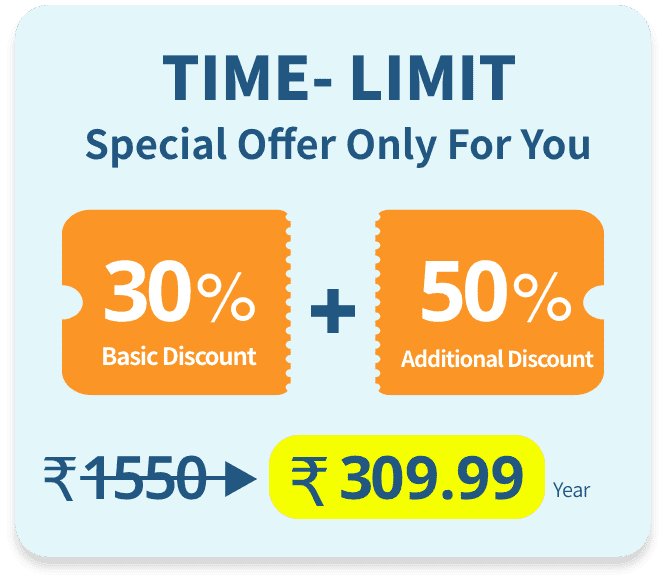 TIME- LIMIT
Special Offer Only For You
30%
Basic Discount
+
50%
Additional Discount
₹1550
₹ 309.99 Year